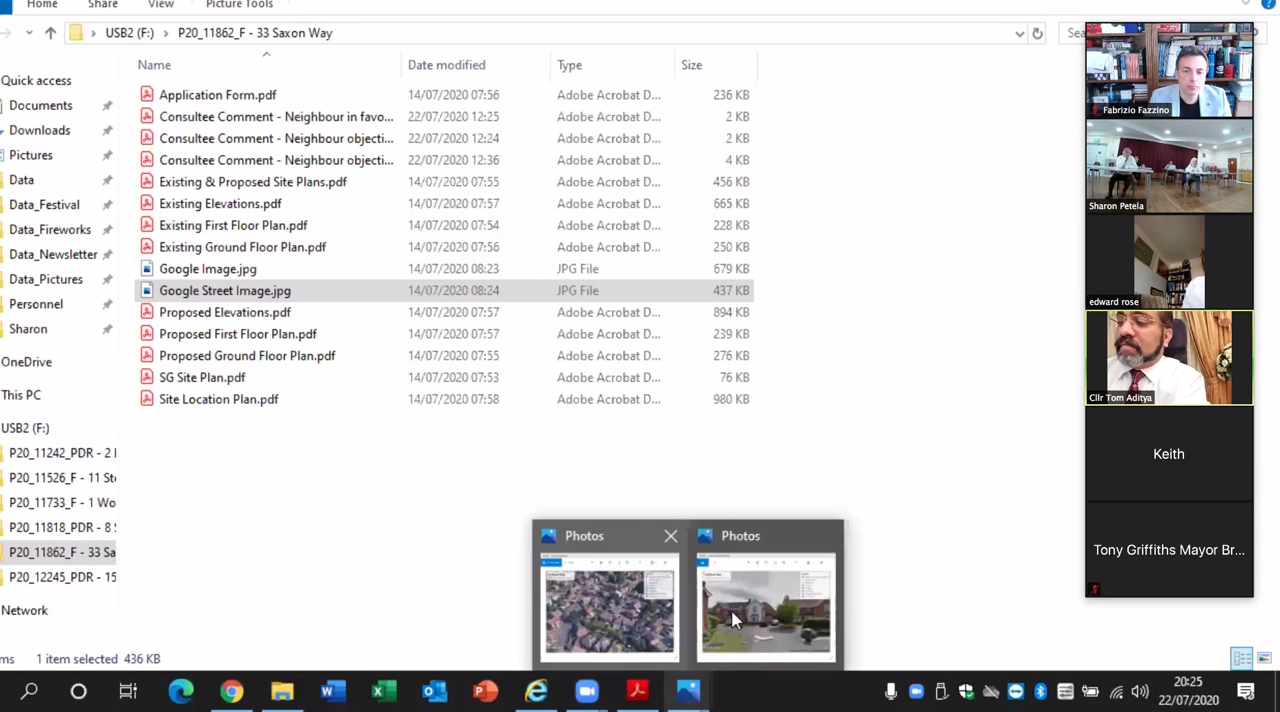 Home Share View Picture Tools
USB2 (F:) > P20_11862_F - 33 Saxon Way
Sea
Name Date modified Type Size
Quick access
Documents
Downloads
Pictures
Data
Data_Festival
Data_Fireworks
Data_Newsletter
Data_Pictures
Personnel
Sharon
OneDrive
This PC
USB2 (F:)
P20_11242_PDR - 2
P20_11526_F - 11 St
P20_11733_F - 1 Wo
P20_11818_PDR - 8
P20_11862_F - 33 Sa
P20_12245_PDR - 15
Network
Application Form.pdf 14/07/2020 07:56 Adobe Acrobat D... 236 KB
Consultee Comment - Neighbour in favo... 22/07/2020 12:25 Adobe Acrobat D... 2 KB
Consultee Comment - Neighbour objecti... 22/07/2020 12:24 Adobe Acrobat D... 2 KB
Consultee Comment - Neighbour objecti... 22/07/2020 12:36 Adobe Acrobat D... 4 KB
Existing & Proposed Site Plans.pdf 14/07/2020 07:55 Adobe Acrobat D... 456 KB
Existing Elevations.pdf 14/07/2020 07:57 Adobe Acrobat D... 665 KB
Existing First Floor Plan.pdf 14/07/2020 07:54 Adobe Acrobat D... 228 KB
Existing Ground Floor Plan.pdf 14/07/2020 07:56 Adobe Acrobat D... 250 KB
Google Image.jpg 14/07/2020 08:23 JPG File 679 KB
Google Street Image.jpg 14/07/2020 08:24 JPG File 437 KB
Proposed Elevations.pdf 14/07/2020 07:57 Adobe Acrobat D... 894 KB
Proposed First Floor Plan.pdf 14/07/2020 07:57 Adobe Acrobat D... 239 KB
Proposed Ground Floor Plan.pdf 14/07/2020 07:55 Adobe Acrobat D... 276 KB
SG Site Plan.pdf 14/07/2020 07:53 Adobe Acrobat D... 76 KB
Site Location Plan.pdf 14/07/2020 07:58 Adobe Acrobat D... 980 KB
Fabrizio Fazzino
Sharon Petela
edward rose
Cllr Tom Aditya
Keith
Tony Griffiths Mayor Br...
Photos
Photos
ms 1 item selected 436 KB
20:25
22/07/2020